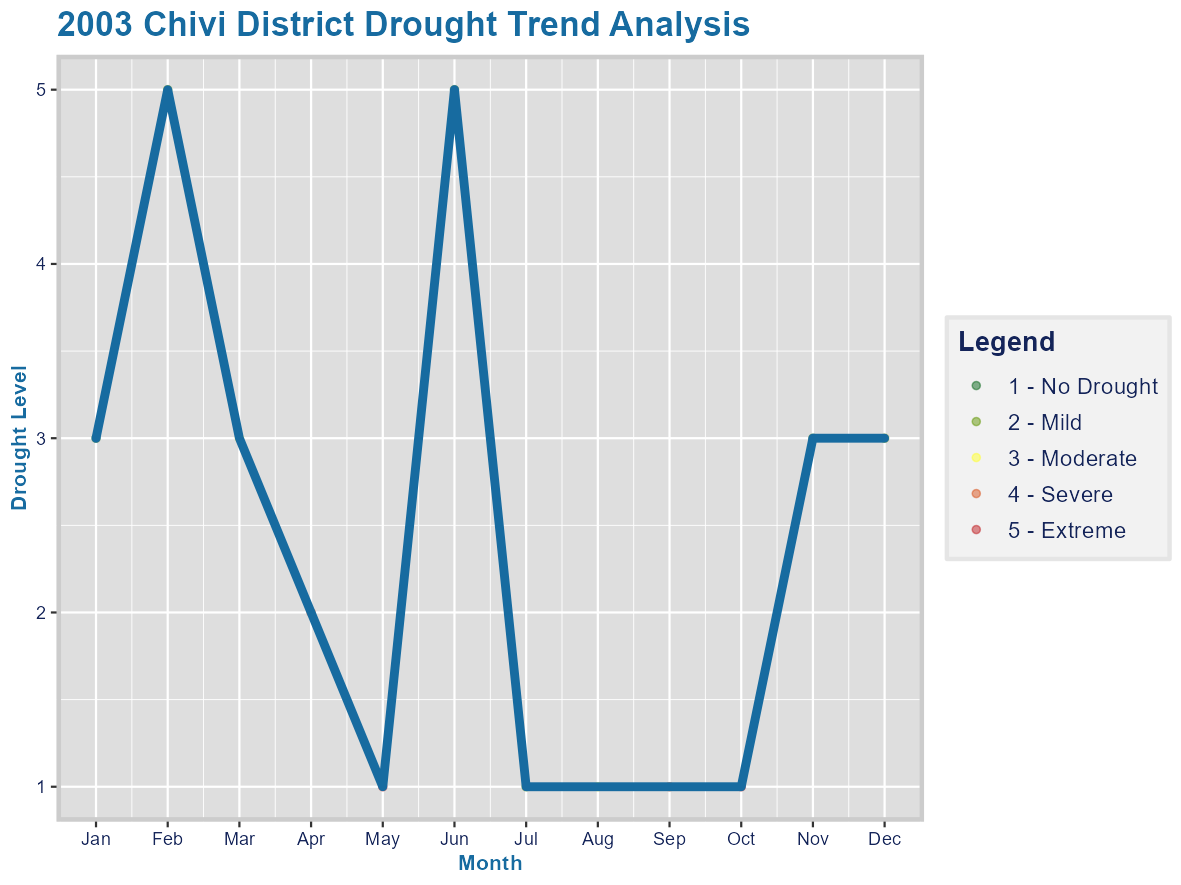 2003 Chivi District Drought Trend Analysis
5
4
3
2
1
Drought Level
Jan Feb Mar Apr May Jun Jul Aug Sep Oct Nov Dec
Month
Legend
1 - No Drought
2 - Mild
3 - Moderate
4 - Severe
5 - Extreme